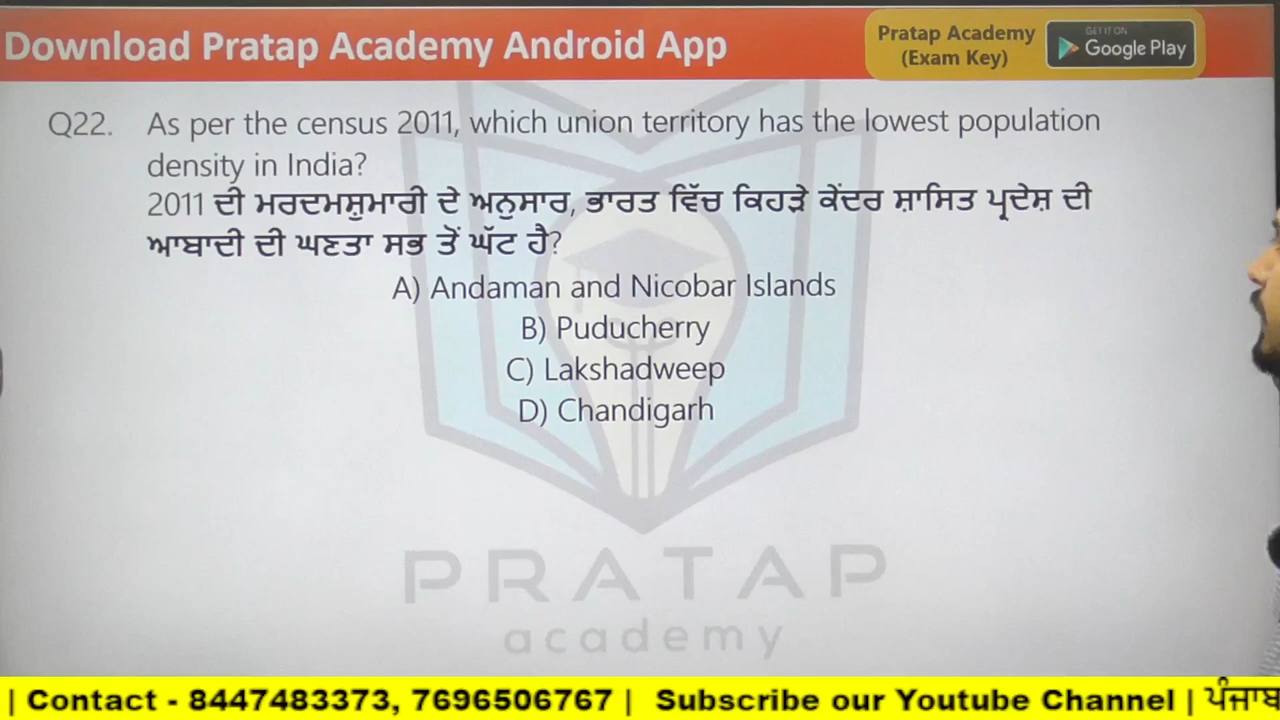 Download Pratap Academy Android App
Pratap Academy
(Exam Key)
GET IT ON
Google Play
Q22. As per the census 2011, which union territory has the lowest population
density in India?
2011 ਦੀ ਮਰਦਮਸ਼ੁਮਾਰੀ ਦੇ ਅਨੁਸਾਰ, ਭਾਰਤ ਵਿੱਚ ਕਿਹੜੇ ਕੇਂਦਰ ਸ਼ਾਸਿਤ ਪ੍ਰਦੇਸ਼ ਦੀ
ਆਬਾਦੀ ਦੀ ਘਣਤਾ ਸਭ ਤੋਂ ਘੱਟ ਹੈ?
A) Andaman and Nicobar Islands
B) Puducherry
C) Lakshadweep
D) Chandigarh
PRATAP
academy
| Contact - 8447483373, 7696506767 | Subscribe our Youtube Channel | ਪੰਜਾਬ